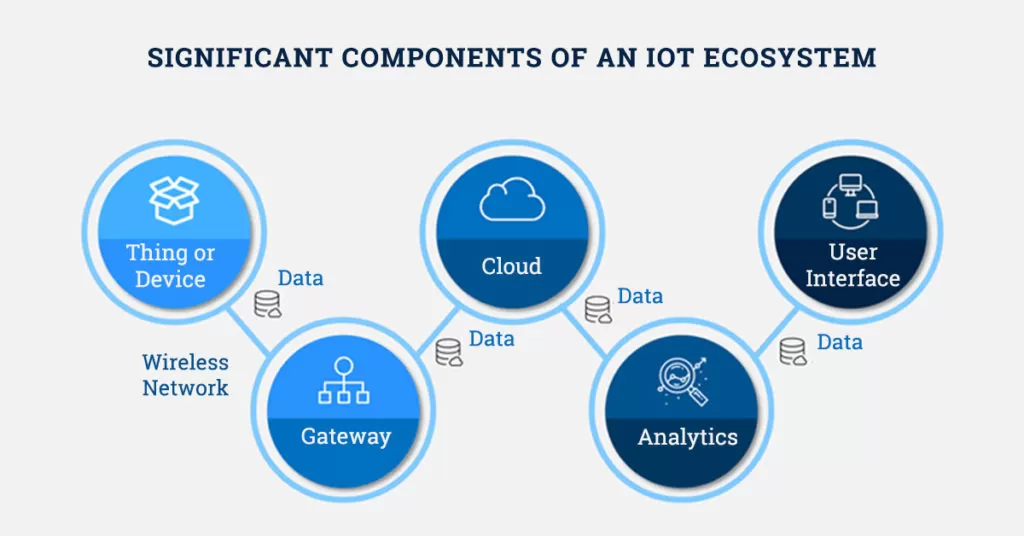 SIGNIFICANT COMPONENTS OF AN IOT ECOSYSTEM
Thing or
Device
Data
Wireless
Network
Gateway
Data
Cloud
Data
Analytics
Data
User
Interface